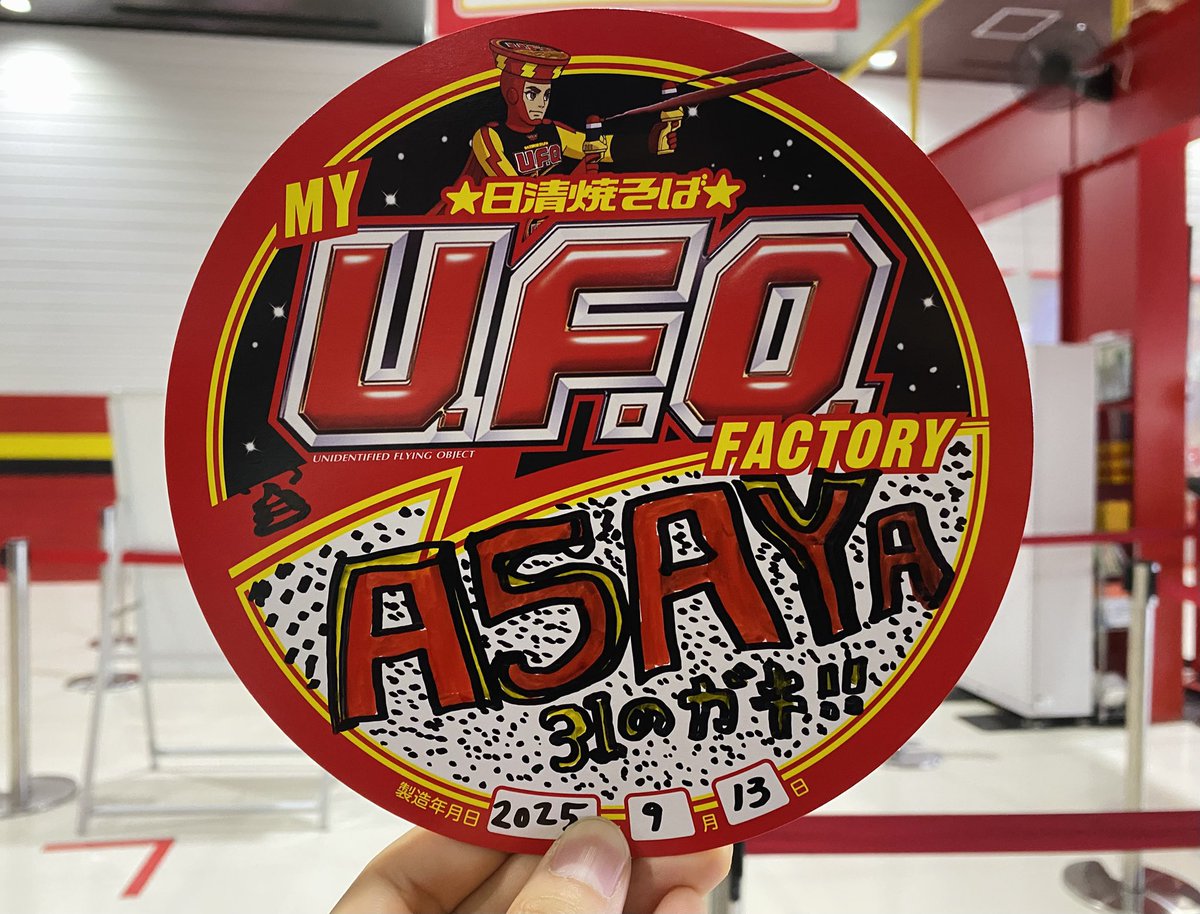 MY
★日清焼そば★
U.F.O.
UNIDENTIFIED FLYING OBJECT
FACTORY
ASAYA
31のガキ!!
製造年月日 2025 9 月 13 日